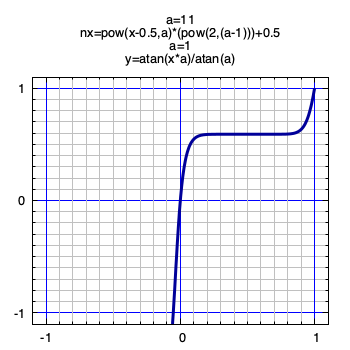 a=11
nx=pow(x-0.5,a)*(pow(2,(a-1)))+0.5
a=1
y=atan(x*a)/atan(a)
1
0
-1
-1
0
1